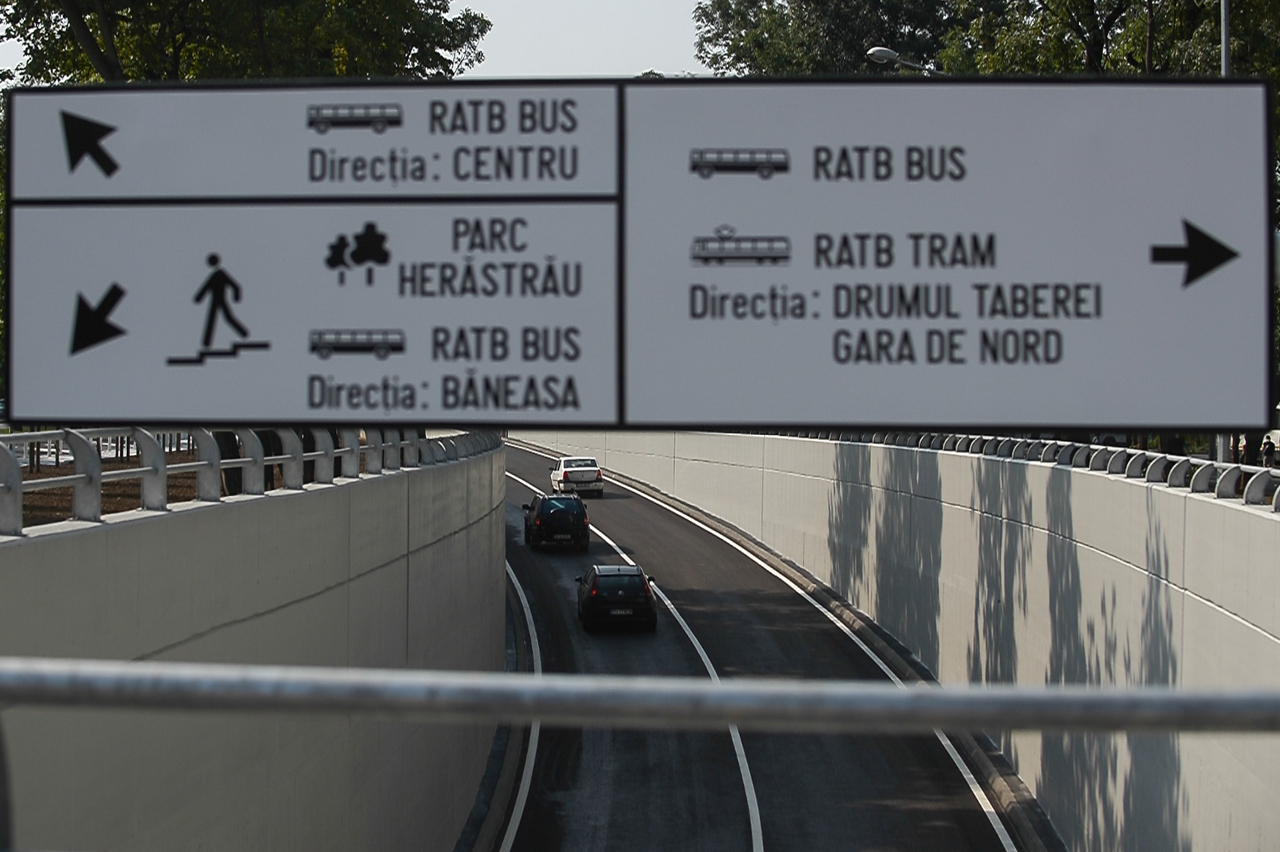 RATB BUS
Direcția: CENTRU
PARC
HERĂSTRĂU
RATB BUS
Direcția: BĂNEASA
RATB BUS
RATB TRAM
Direcția: DRUMUL TABEREI
GARA DE NORD